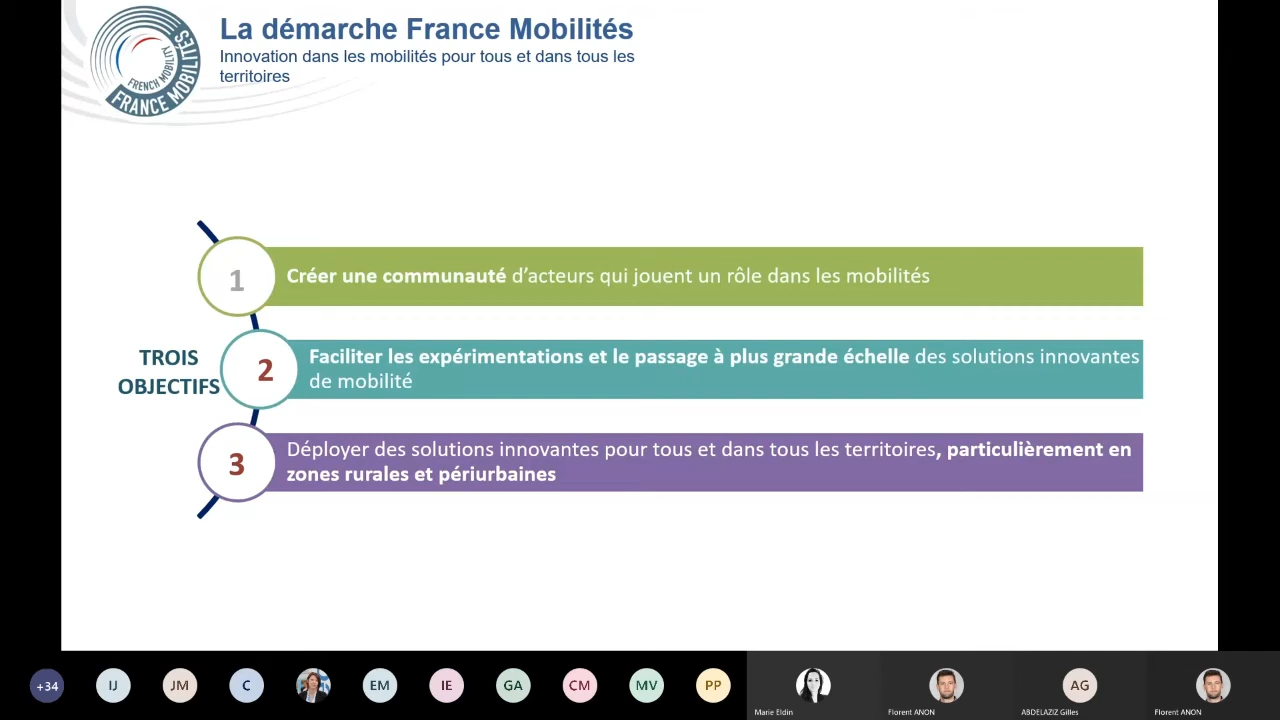 La démarche France Mobilités
Innovation dans les mobilités pour tous et dans tous les
territoires
FRENCH MOBILITY
FRANCE MOBILITÉS
1
Créer une communauté d’acteurs qui jouent un rôle dans les mobilités
TROIS
OBJECTIFS
2
Faciliter les expérimentations et le passage à plus grande échelle des solutions innovantes
de mobilité
3
Déployer des solutions innovantes pour tous et dans tous les territoires, particulièrement en
zones rurales et périurbaines
+34
IJ
JM
C
EM
IE
GA
CM
MV
PP
AG
Marie Eldin
Florent ANON
ABDELAZIZ Gilles
Florent ANON